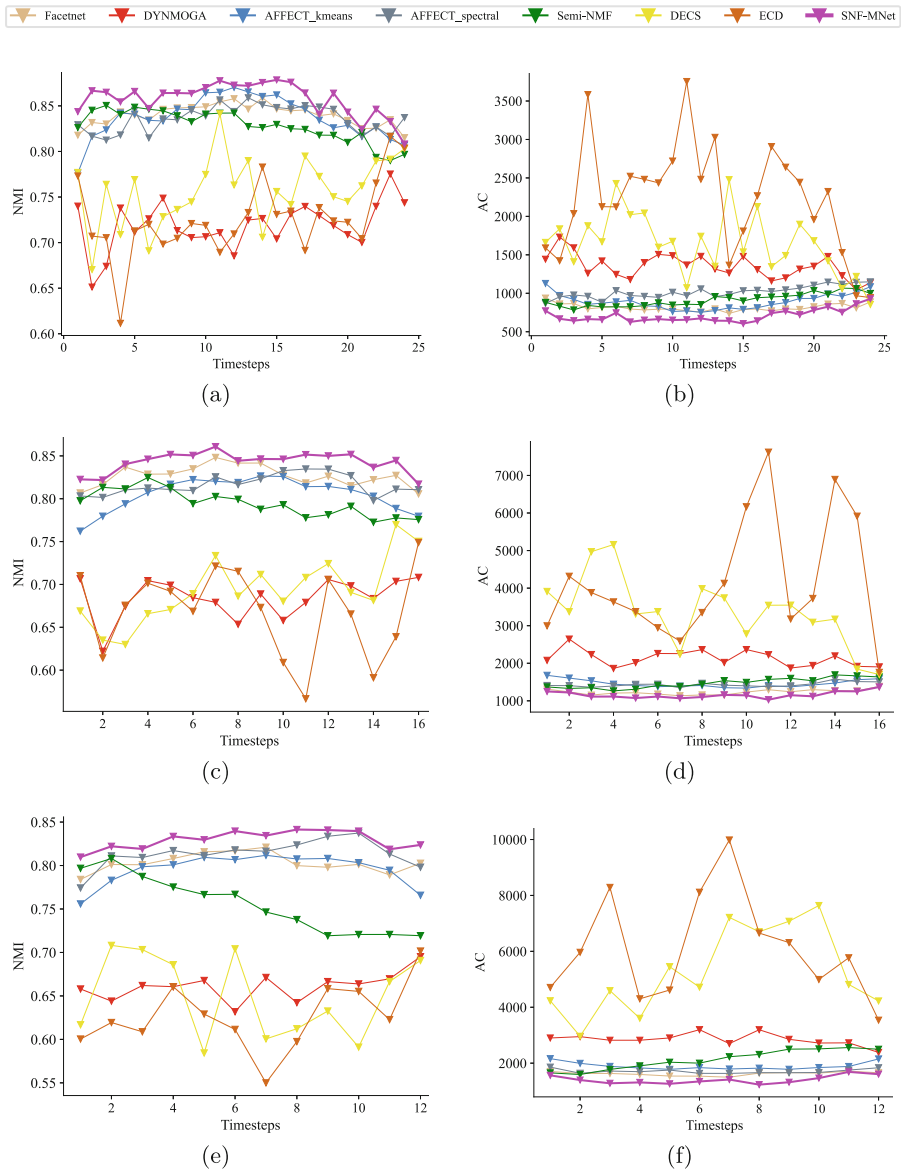 Facetnet DYNMOGA AFFECT_kmeans AFFECT_spectral Semi-NMF DECS ECD SNF-MNet
NMI
0.85
0.80
0.75
0.70
0.65
0.60
0 5 10 15 20 25
Timesteps
(a)
AC
3500
3000
2500
2000
1500
1000
500
0 5 10 15 20 25
Timesteps
(b)
NMI
0.85
0.80
0.75
0.70
0.65
0.60
2 4 6 8 10 12 14 16
Timesteps
(c)
AC
7000
6000
5000
4000
3000
2000
1000
2 4 6 8 10 12 14 16
Timesteps
(d)
NMI
0.85
0.80
0.75
0.70
0.65
0.60
0.55
2 4 6 8 10 12
Timesteps
(e)
AC
10000
8000
6000
4000
2000
2 4 6 8 10 12
Timesteps
(f)